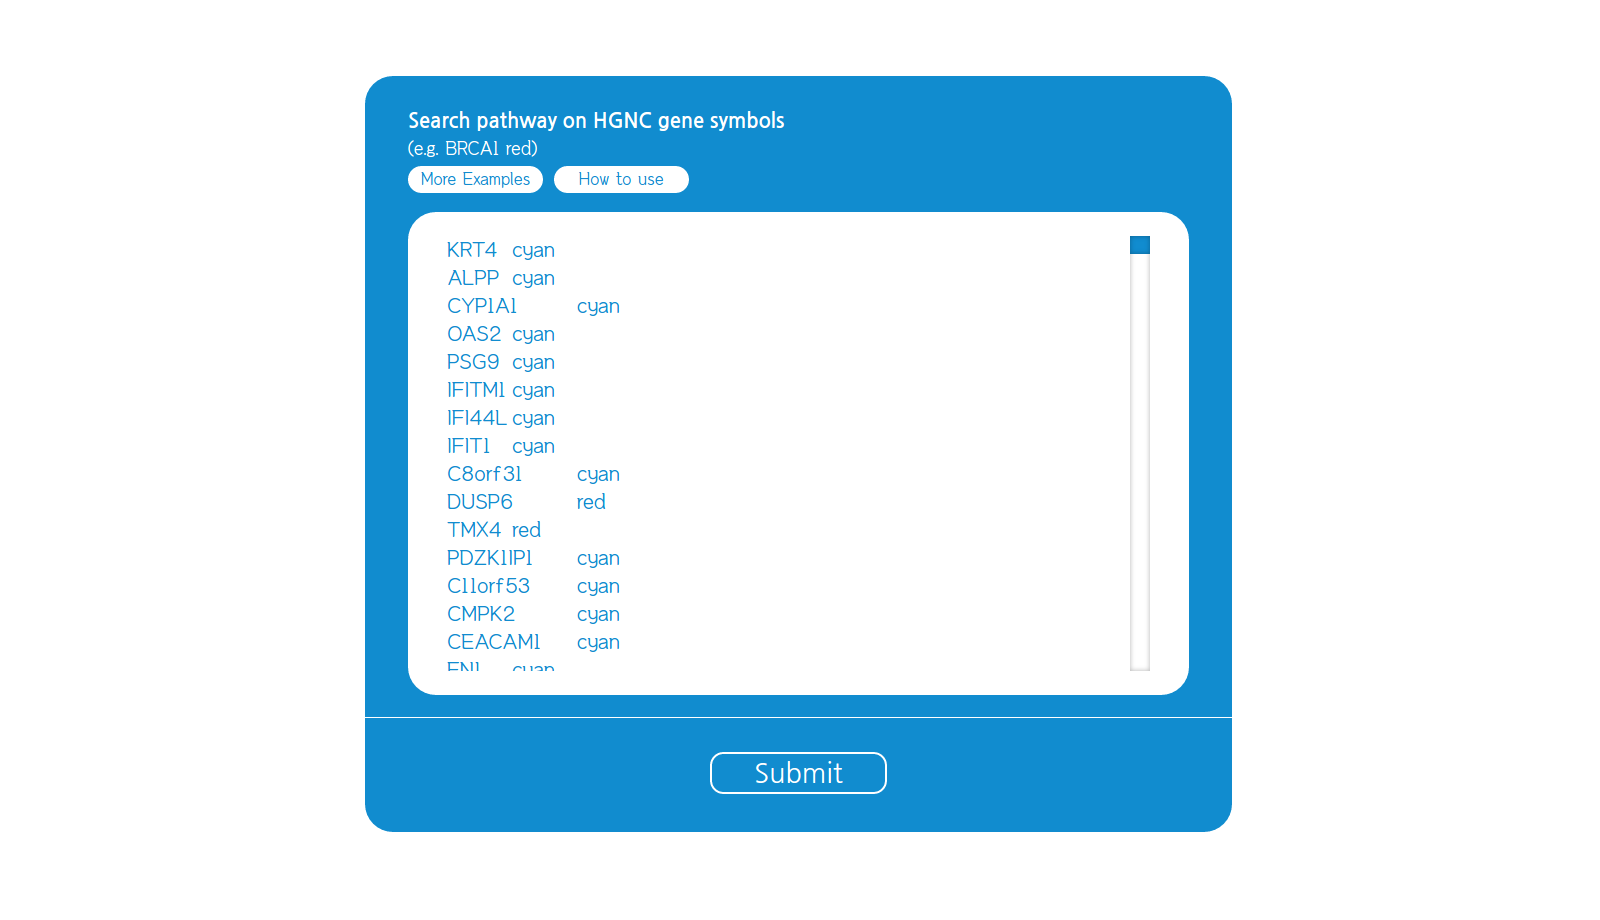 Search pathway on HGNC gene symbols
(e.g. BRCA1 red)
More Examples How to use
KRT4 cyan
ALPP cyan
CYP1A1 cyan
OAS2 cyan
PSG9 cyan
IFITM1 cyan
IFI44L cyan
IFIT1 cyan
C8orf31 cyan
DUSP6 red
TMX4 red
PDZK1IP1 cyan
C11orf53 cyan
CMPK2 cyan
CEACAM1 cyan
cyan
Submit